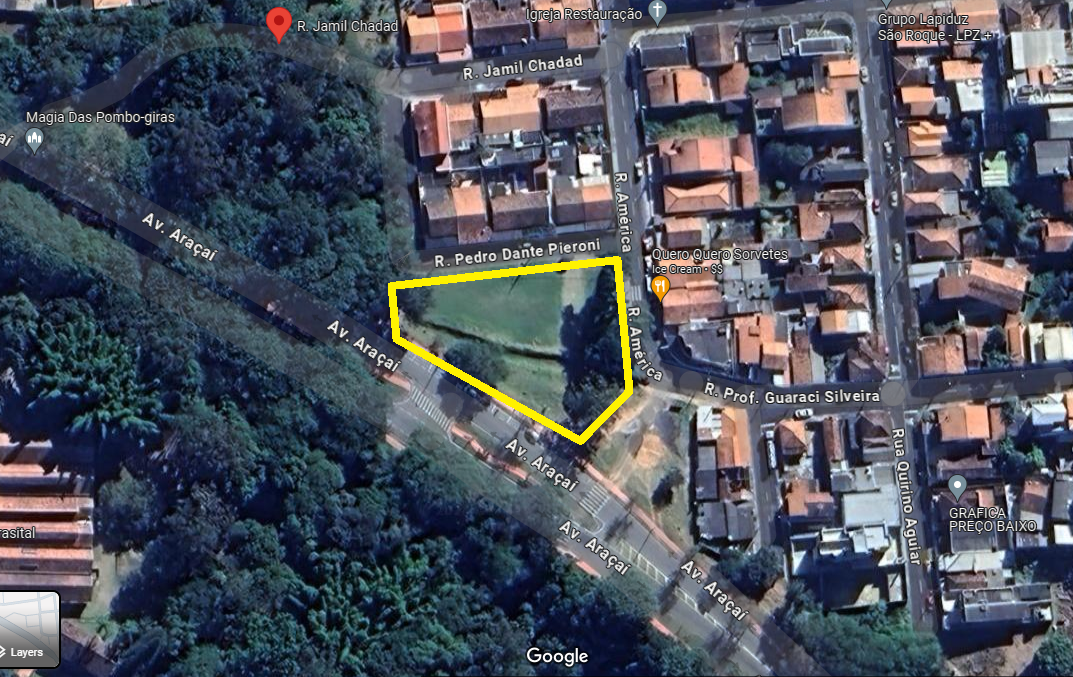 Igreja Restauração
R. Jamil Chadad
Grupo Lapiduz
São Roque - LPZ +
R. Jamil Chadad
Magia Das Pombo-giras
aí
Av. Araçaí
R. América
R. Pedro Dante Pieroni
Quero Quero Sorvetes
Ice Cream • $$
Av. Araçaí
R. América
R. Prof. Guaraci Silveira
Av. Araçaí
Rua Quirino Aguiar
GRAFICA
PREÇO BAIXO
rasital
Av. Araçaí
Av. Araçaí
Layers
Google